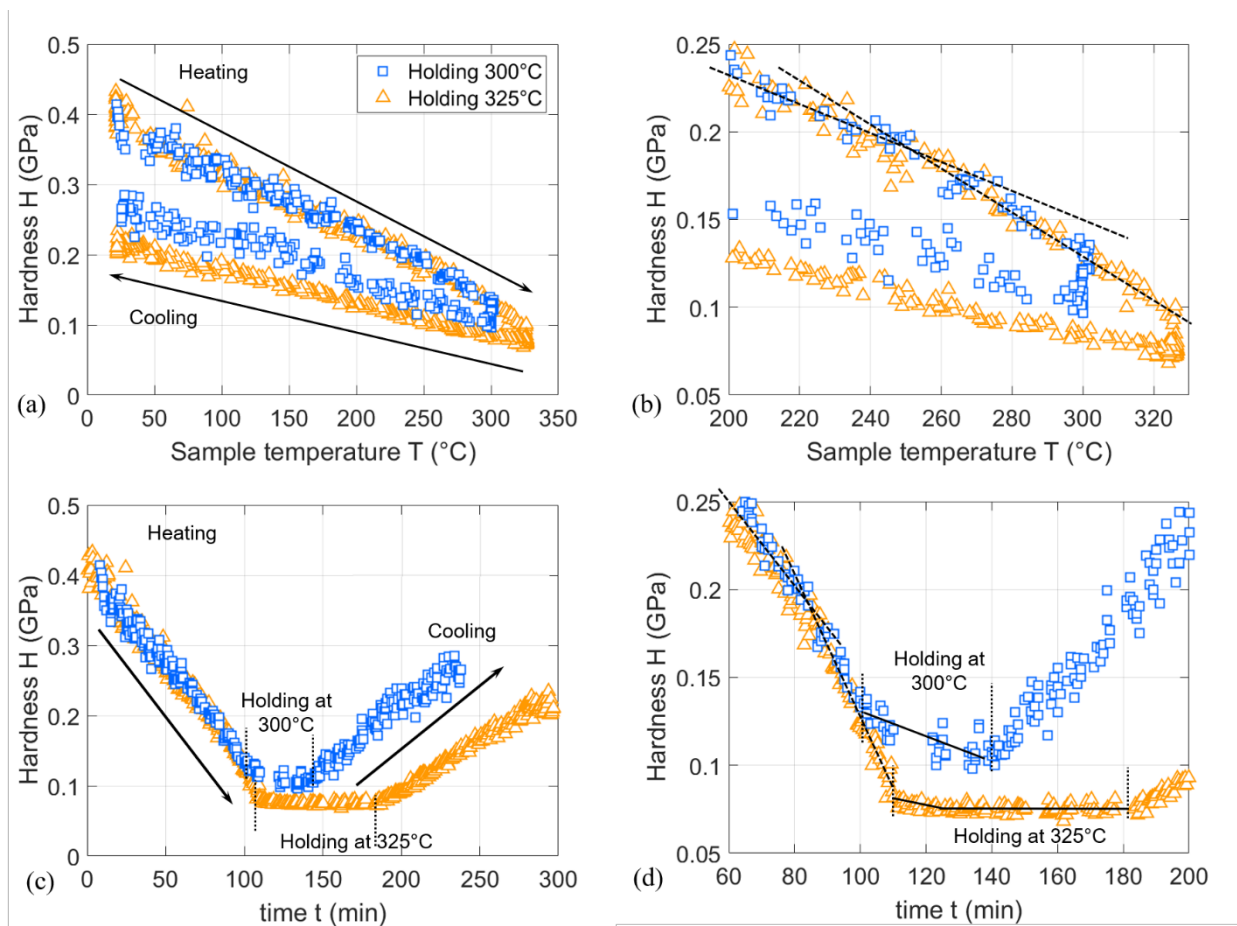 0.5
0.4
0.3
0.2
0.1
0
Hardness H (GPa)
Heating
Holding 300°C
Holding 325°C
Cooling
(a)
0 50 100 150 200 250 300 350
Sample temperature T (°C)
0.25
0.2
0.15
0.1
0.05
Hardness H (GPa)
(b)
200 220 240 260 280 300 320
Sample temperature T (°C)
0.5
0.4
0.3
0.2
0.1
0
Hardness H (GPa)
Heating
Cooling
Holding at
300°C
Holding at 325°C
(c)
0 50 100 150 200 250 300
time t (min)
0.25
0.2
0.15
0.1
0.05
Hardness H (GPa)
Holding at
300°C
Holding at 325°C
(d)
60 80 100 120 140 160 180 200
time t (min)